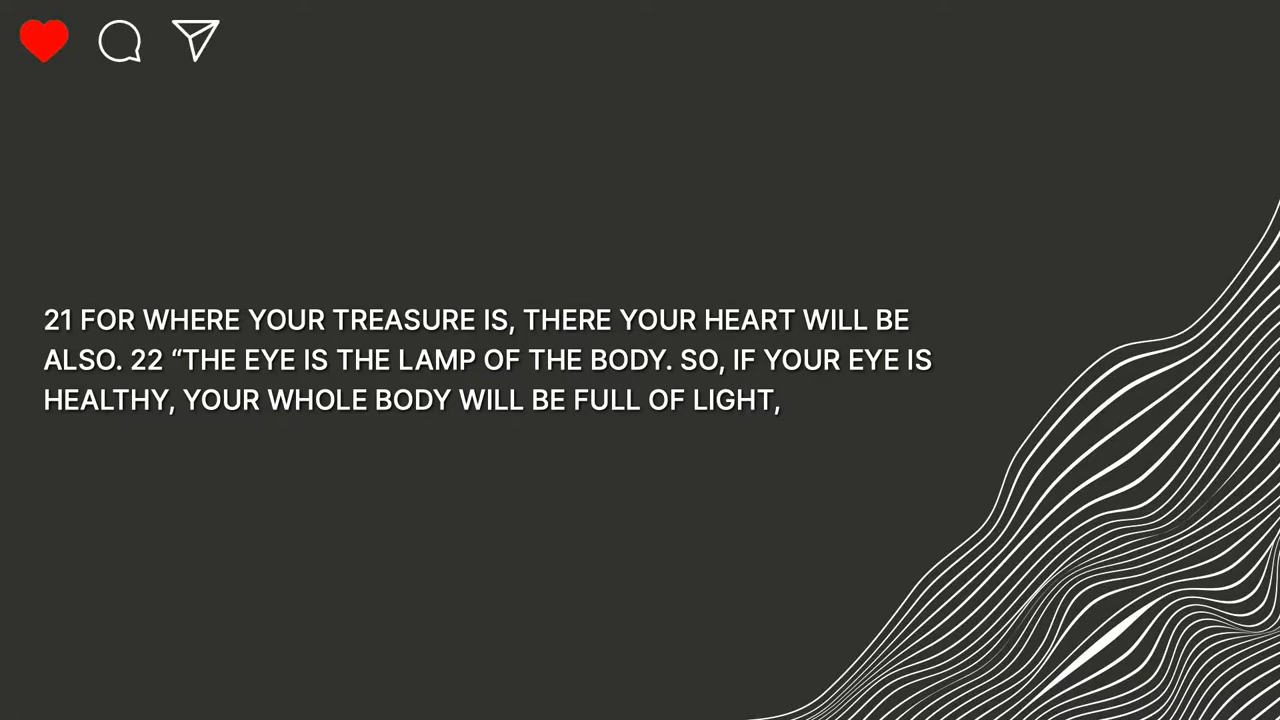 21 FOR WHERE YOUR TREASURE IS, THERE YOUR HEART WILL BE
ALSO. 22 “THE EYE IS THE LAMP OF THE BODY. SO, IF YOUR EYE IS
HEALTHY, YOUR WHOLE BODY WILL BE FULL OF LIGHT,